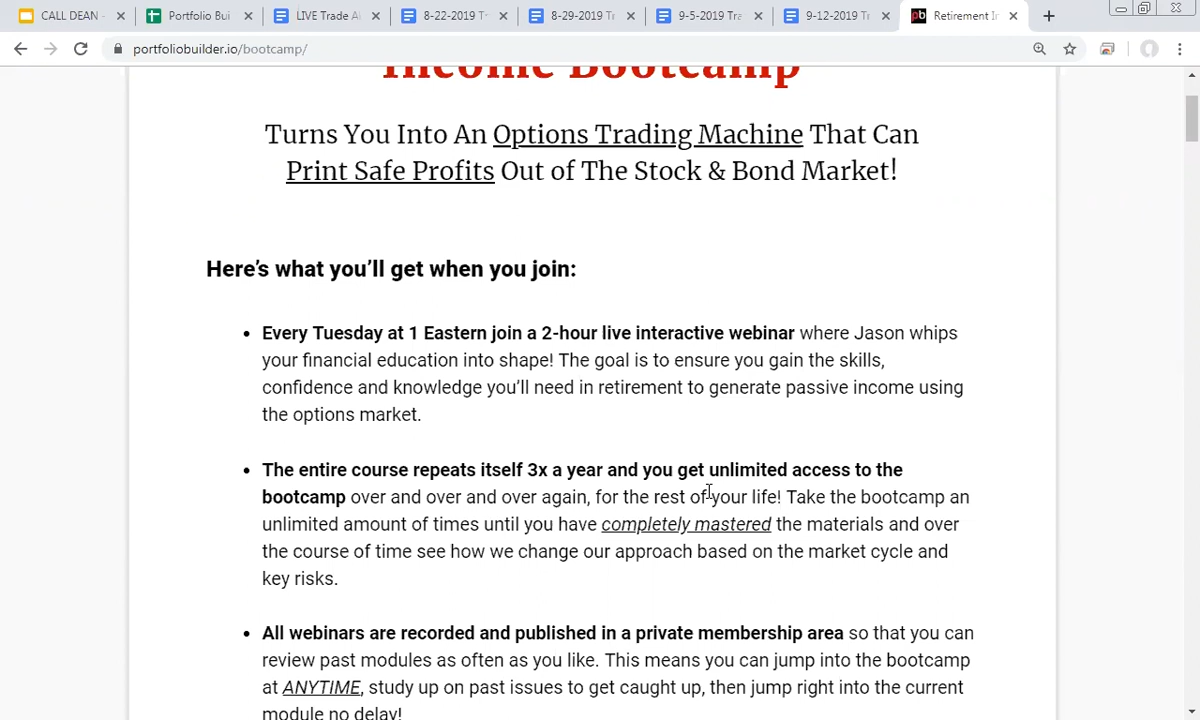 CALL DEAN -
Portfolio Bui
LIVE Trade Al
8-22-2019 T
8-29-2019 Tr
9-5-2019 Tra
9-12-2019 Tr
pb Retirement Ir
portfoliobuilder.io/bootcamp/
Income Bootcamp
Turns You Into An Options Trading Machine That Can
Print Safe Profits Out of The Stock & Bond Market!
Here’s what you’ll get when you join:
• Every Tuesday at 1 Eastern join a 2-hour live interactive webinar where Jason whips
your financial education into shape! The goal is to ensure you gain the skills,
confidence and knowledge you’ll need in retirement to generate passive income using
the options market.
• The entire course repeats itself 3x a year and you get unlimited access to the
bootcamp over and over and over again, for the rest of your life! Take the bootcamp an
unlimited amount of times until you have completely mastered the materials and over
the course of time see how we change our approach based on the market cycle and
key risks.
• All webinars are recorded and published in a private membership area so that you can
review past modules as often as you like. This means you can jump into the bootcamp
at ANYTIME, study up on past issues to get caught up, then jump right into the current
module no delay!